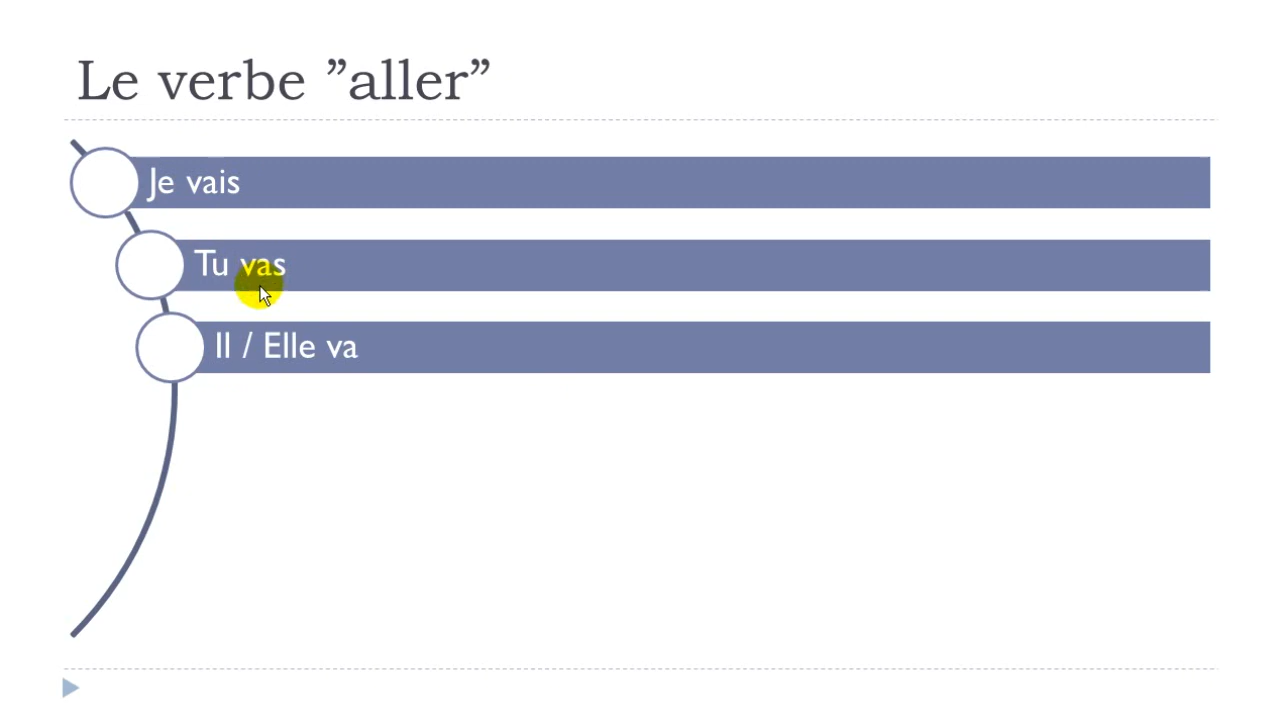 Le verbe ”aller”
Je vais
Tu vas
Il / Elle va